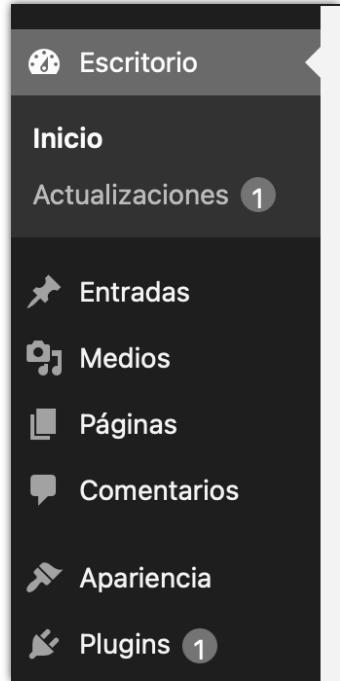 Escritorio
Inicio
Actualizaciones 1
Entradas
Medios
Páginas
Comentarios
Apariencia
Plugins 1